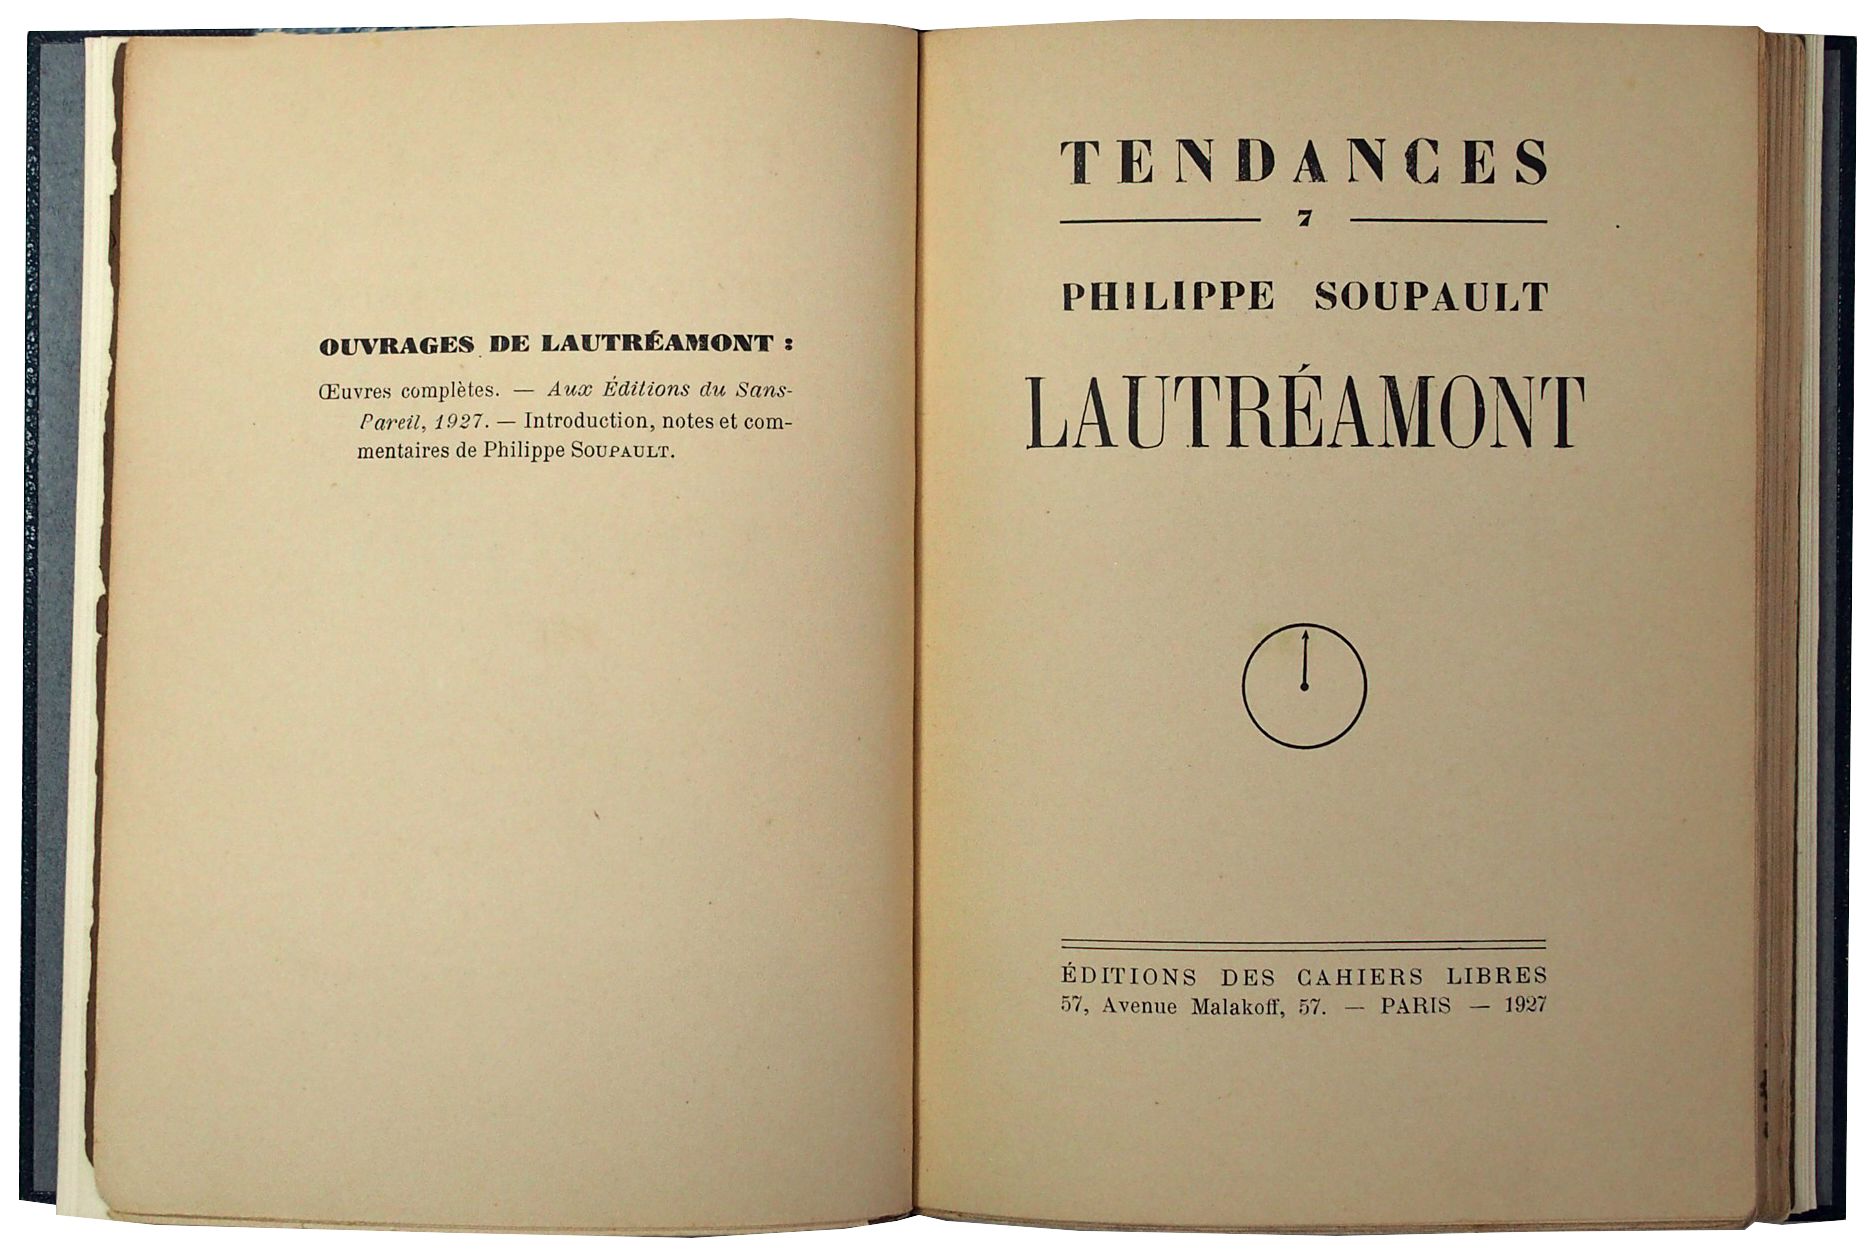 OUVRAGES DE LAUTRÉAMONT :
Œuvres complètes. — Aux Éditions du Sans-
Pareil, 1927. — Introduction, notes et com-
mentaires de Philippe SOUPAULT.
TENDANCES
7
PHILIPPE SOUPAULT
LAUTRÉAMONT
ÉDITIONS DES CAHIERS LIBRES
57, Avenue Malakoff, 57. — PARIS — 1927